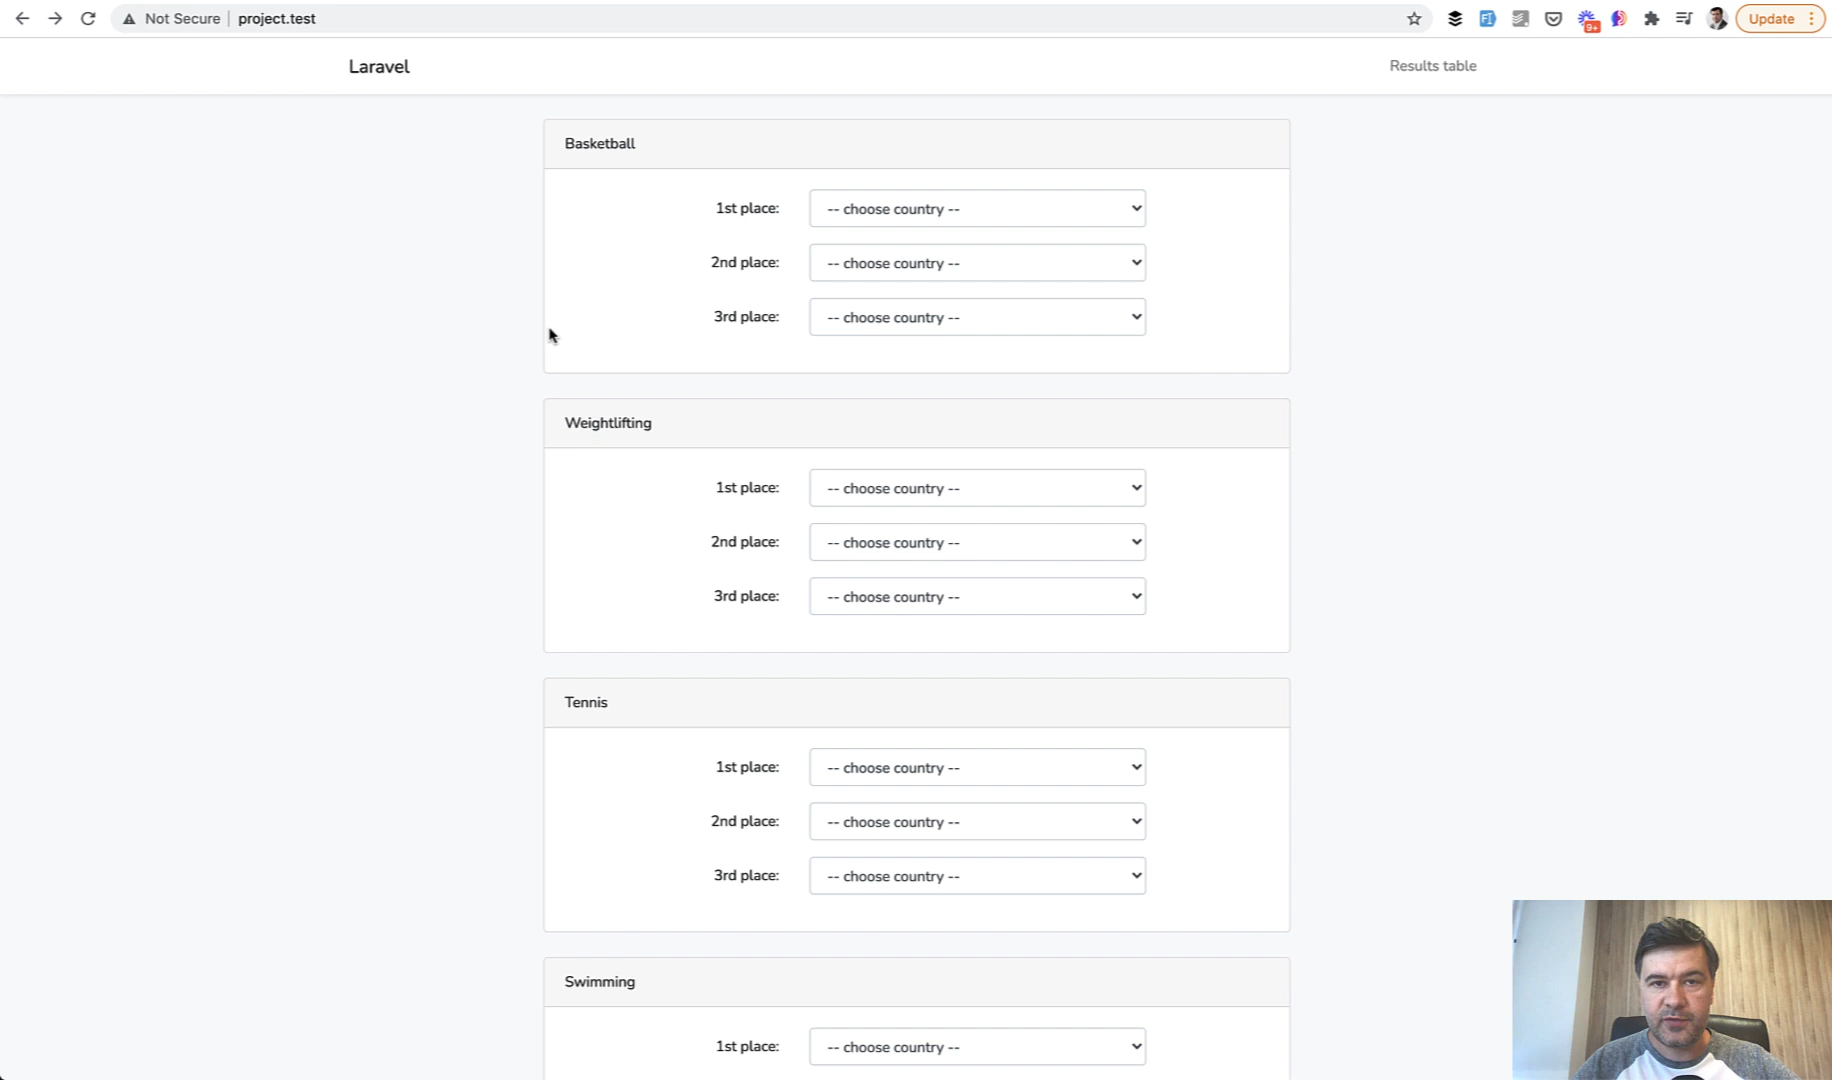 Not Secure | project.test
9+
Update
Laravel
Results table
Basketball
1st place: -- choose country --
2nd place: -- choose country --
3rd place: -- choose country --
Weightlifting
1st place: -- choose country --
2nd place: -- choose country --
3rd place: -- choose country --
Tennis
1st place: -- choose country --
2nd place: -- choose country --
3rd place: -- choose country --
Swimming
1st place: -- choose country --